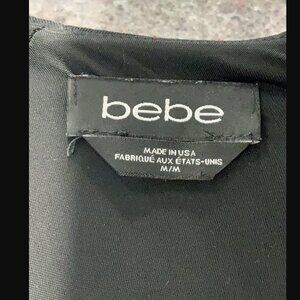 bebe
MADE IN USA
FABRIQUÉ AUX ÉTATS-UNIS
M/M